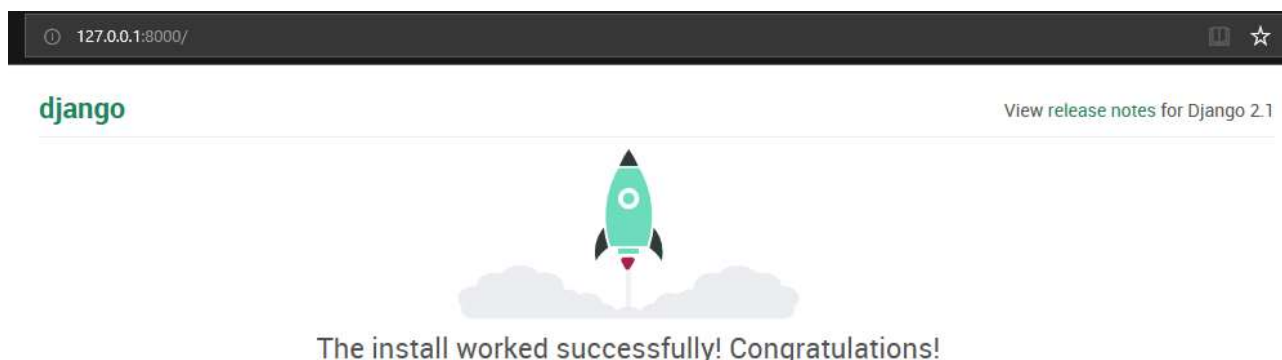 127.0.0.1:8000/
django
View release notes for Django 2.1
The install worked successfully! Congratulations!